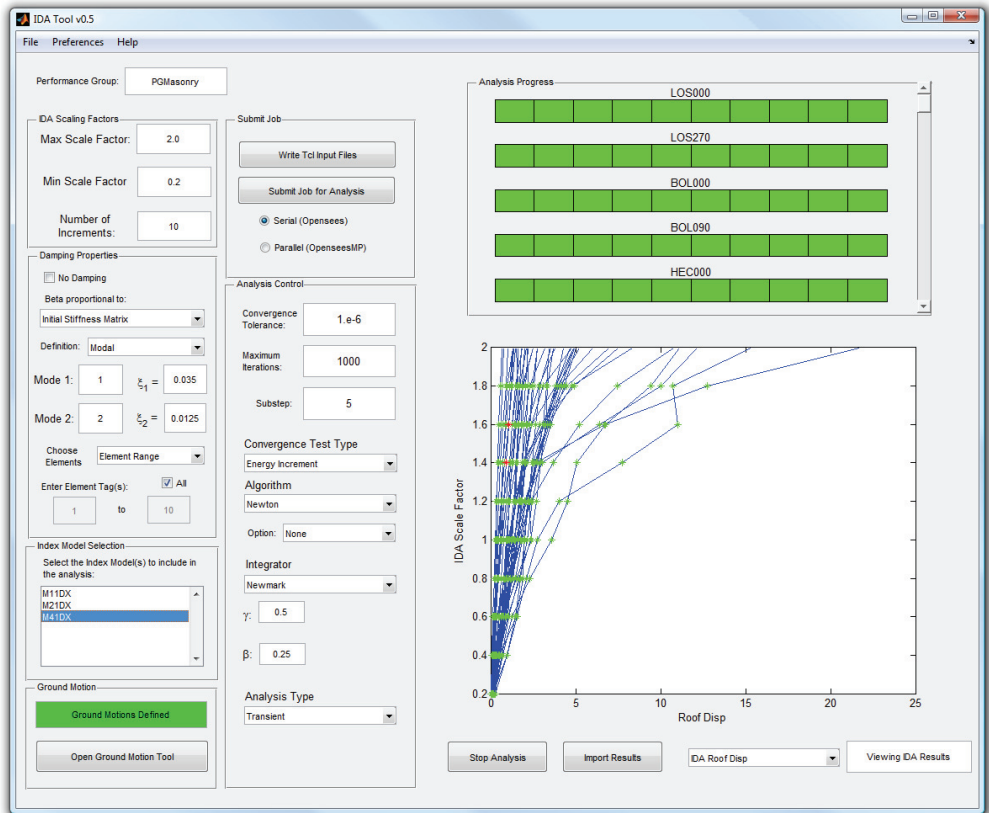 IDA Tool v0.5
File Preferences Help
Performance Group: PGMasonry
IDA Scaling Factors
Max Scale Factor: 2.0
Min Scale Factor 0.2
Number of
Increments: 10
Damping Properties
No Damping
Beta proportional to:
Initial Stiffness Matrix
Definition: Modal
Mode 1: 1 ξ1 = 0.035
Mode 2: 2 ξ2 = 0.0125
Choose
Elements Element Range
Enter Element Tag(s): All
1 to 10
Index Model Selection
Select the Index Model(s) to include in
the analysis:
M11DX
M21DX
M41DX
Ground Motion
Ground Motions Defined
Open Ground Motion Tool
Submit Job
Write Tcl Input Files
Submit Job for Analysis
Serial (Opensees)
Parallel (OpenseesMP)
Analysis Control
Convergence
Tolerance: 1.e-6
Maximum
Iterations: 1000
Substep: 5
Convergence Test Type
Energy Increment
Algorithm
Newton
Option: None
Integrator
Newmark
γ: 0.5
β: 0.25
Analysis Type
Transient
Analysis Progress
LOS000
LOS270
BOL000
BOL090
HEC000
2
1.8
1.6
1.4
1.2
1
0.8
0.6
0.4
0.2
IDA Scale Factor
0 5 10 15 20 25
Roof Disp
Stop Analysis
Import Results
IDA Roof Disp
Viewing IDA Results